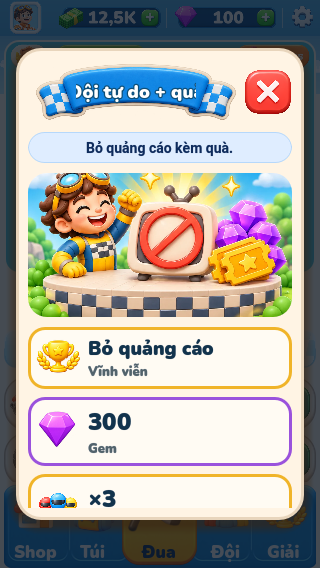 12,5K
100
Đội tự do + quà
Bỏ quảng cáo kèm quà.
Bỏ quảng cáo
Vĩnh viễn
300
Gem
×3
Shop
Túi
Đua
Đội
Giải